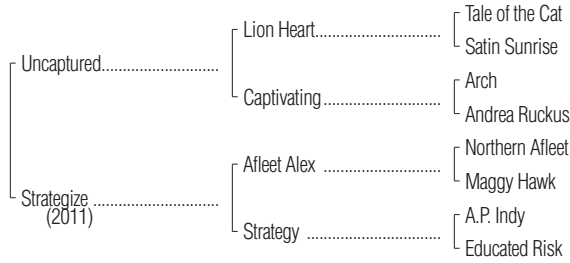 Tale of the Cat
Lion Heart
Satin Sunrise
Uncaptured
Arch
Captivating
Andrea Ruckus
Northern Afleet
Afleet Alex
Maggy Hawk
Strategize
(2011)
A.P. Indy
Strategy
Educated Risk